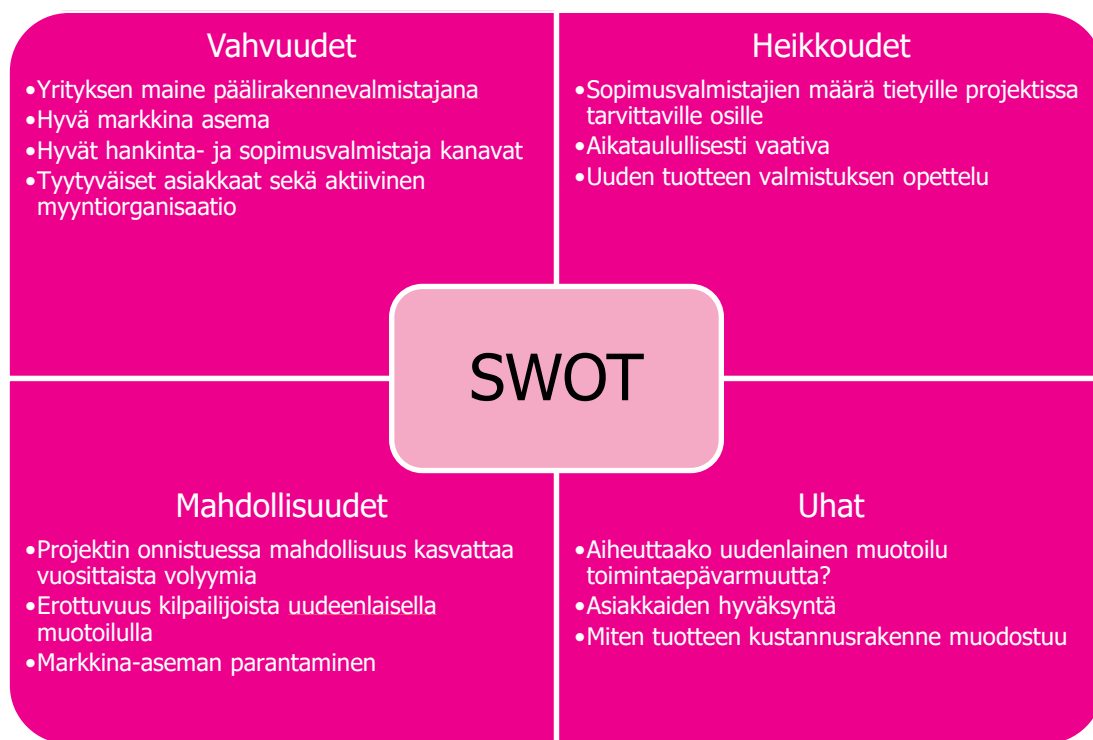 Vahvuudet
•Yrityksen maine päälirakennevalmistajana
•Hyvä markkina asema
•Hyvät hankinta- ja sopimusvalmistaja kanavat
•Tyytyväiset asiakkaat sekä aktiivinen
myyntiorganisaatio
Heikkoudet
•Sopimusvalmistajien määrä tietyille projektissa
tarvittaville osille
•Aikataulullisesti vaativa
•Uuden tuotteen valmistuksen opettelu
SWOT
Mahdollisuudet
•Projektin onnistuessa mahdollisuus kasvattaa
vuosittaista volyymia
•Erottuvuus kilpailijoista uudeenlaisella
muotoilulla
•Markkina-aseman parantaminen
Uhat
•Aiheuttaako uudenlainen muotoilu
toimintaepävarmuutta?
•Asiakkaiden hyväksyntä
•Miten tuotteen kustannusrakenne muodostuu